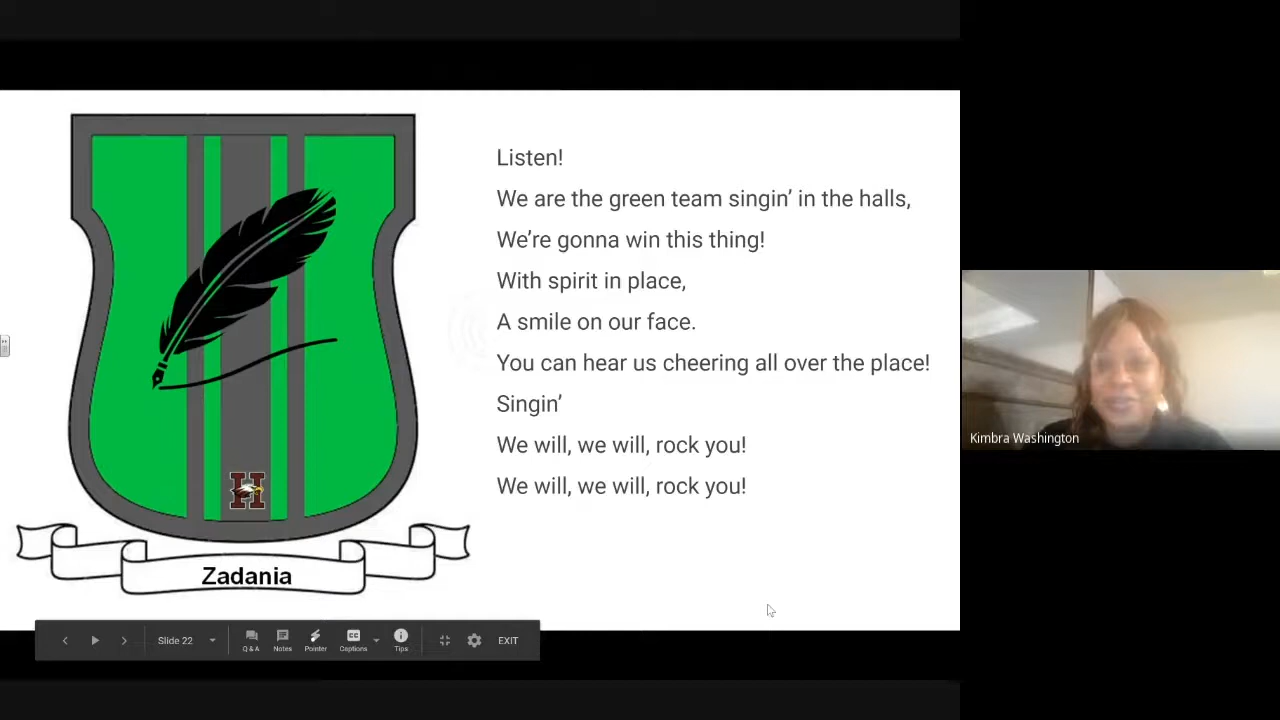 Listen!
We are the green team singin’ in the halls,
We’re gonna win this thing!
With spirit in place,
A smile on our face.
You can hear us cheering all over the place!
Singin’
We will, we will, rock you!
We will, we will, rock you!
H
Zadania
Kimbra Washington
Slide 22
Q & A
Notes
Pointer
CC
Captions
Tips
EXIT